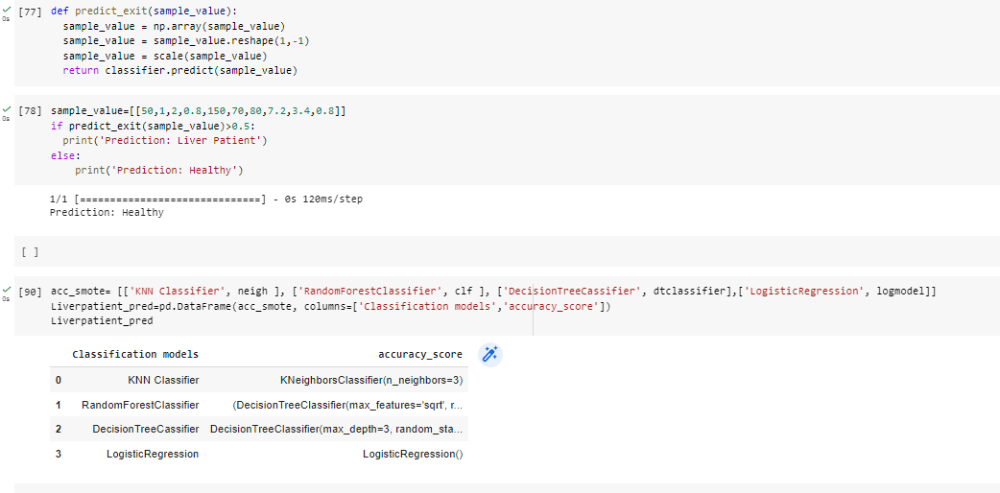 [77] def predict_exit(sample_value):
sample_value = np.array(sample_value)
sample_value = sample_value.reshape(1,-1)
sample_value = scale(sample_value)
return classifier.predict(sample_value)
0s
[78] sample_value=[[50,1,2,0.8,150,70,80,7.2,3.4,0.8]]
if predict_exit(sample_value)>0.5:
print('Prediction: Liver Patient')
else:
print('Prediction: Healthy')
0s
1/1 [==============================] - 0s 120ms/step
Prediction: Healthy
[ ]
[90] acc_smote= [['KNN Classifier', neigh ], ['RandomForestClassifier', clf ], ['DecisionTreeCassifier', dtclassifier],['LogisticRegression', logmodel]]
Liverpatient_pred=pd.DataFrame(acc_smote, columns=['Classification models','accuracy_score'])
Liverpatient_pred
0s
Classification models accuracy_score
0 KNN Classifier KNeighborsClassifier(n_neighbors=3)
1 RandomForestClassifier (DecisionTreeClassifier(max_features='sqrt', r...
2 DecisionTreeCassifier DecisionTreeClassifier(max_depth=3, random_sta...
3 LogisticRegression LogisticRegression()